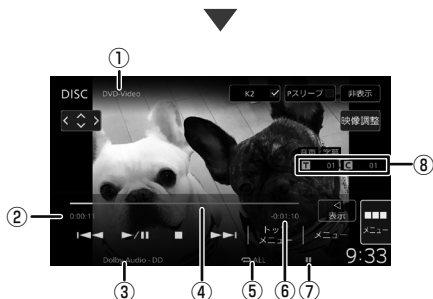 ①
DISC DVD-Video K2 Pスリープ 非表示
映像調整
音声 字幕
T 01 C 01 ⑧
② 0:00:11 -0:01:10 表示
トップメニュー メニュー メニュー
Dolby Audio - DD ALL 9:33
③ ④ ⑤ ⑥ ⑦